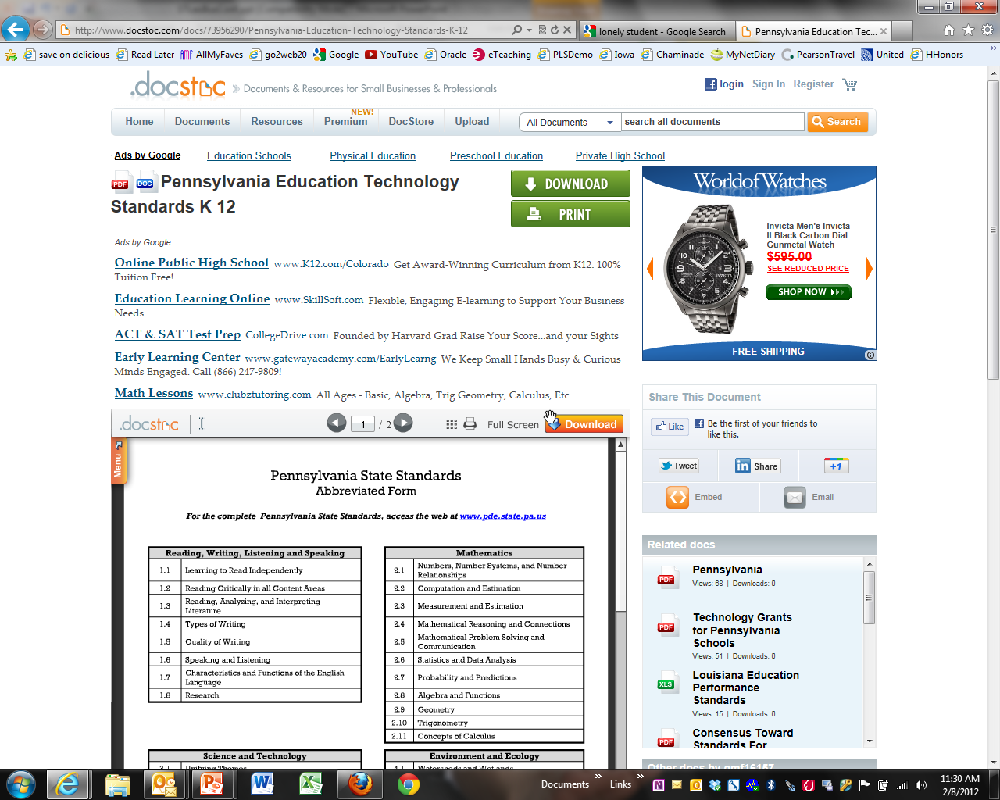 http://www.docstoc.com/docs/73956290/Pennsylvania-Education-Technology-Standards-K-12
lonely student - Google Search
Pennsylvania Education Tec...
save on delicious
Read Later
AllMyFaves
go2web20
Google
YouTube
Oracle
eTeaching
PLSDemo
Iowa
Chaminade
MyNetDiary
PearsonTravel
United
HHonors
.docstoc
Documents & Resources for Small Businesses & Professionals
login Sign In Register
Home
Documents
Resources
Premium
NEW!
DocStore
Upload
All Documents
search all documents
Search
Ads by Google
Education Schools
Physical Education
Preschool Education
Private High School
PDF DOC Pennsylvania Education Technology
Standards K 12
DOWNLOAD
PRINT
Ads by Google
Online Public High School www.K12.com/Colorado Get Award-Winning Curriculum from K12. 100%
Tuition Free!
Education Learning Online www.SkillSoft.com Flexible, Engaging E-learning to Support Your Business
Needs.
ACT & SAT Test Prep CollegeDrive.com Founded by Harvard Grad Raise Your Score...and your Sights
Early Learning Center www.gatewayacademy.com/EarlyLearng We Keep Small Hands Busy & Curious
Minds Engaged. Call (866) 247-9809!
Math Lessons www.clubztutoring.com All Ages - Basic, Algebra, Trig Geometry, Calculus, Etc.
.docstoc
1 / 2
Full Screen
Download
Menu
Pennsylvania State Standards
Abbreviated Form
For the complete Pennsylvania State Standards, access the web at www.pde.state.pa.us
Reading, Writing, Listening and Speaking
1.1 Learning to Read Independently
1.2 Reading Critically in all Content Areas
1.3 Reading, Analyzing, and Interpreting
Literature
1.4 Types of Writing
1.5 Quality of Writing
1.6 Speaking and Listening
1.7 Characteristics and Functions of the English
Language
1.8 Research
Mathematics
2.1 Numbers, Number Systems, and Number
Relationships
2.2 Computation and Estimation
2.3 Measurement and Estimation
2.4 Mathematical Reasoning and Connections
2.5 Mathematical Problem Solving and
Communication
2.6 Statistics and Data Analysis
2.7 Probability and Predictions
2.8 Algebra and Functions
2.9 Geometry
2.10 Trigonometry
2.11 Concepts of Calculus
Science and Technology
3.1 Unifying Themes
Environment and Ecology
4.1 Watersheds and Wetlands
World of Watches
Invicta Men's Invicta
II Black Carbon Dial
Gunmetal Watch
$595.00
SEE REDUCED PRICE
SHOP NOW
FREE SHIPPING
Share This Document
Like
Be the first of your friends to
like this.
Tweet
Share
+1
Embed
Email
Related docs
PDF
Pennsylvania
Views: 68 | Downloads: 0
PDF
Technology Grants
for Pennsylvania
Schools
Views: 51 | Downloads: 0
XLS
Louisiana Education
Performance
Standards
Views: 15 | Downloads: 0
PDF
Consensus Toward
Standards For
Other docs by gmf16157
Documents
Links
11:30 AM
2/8/2012